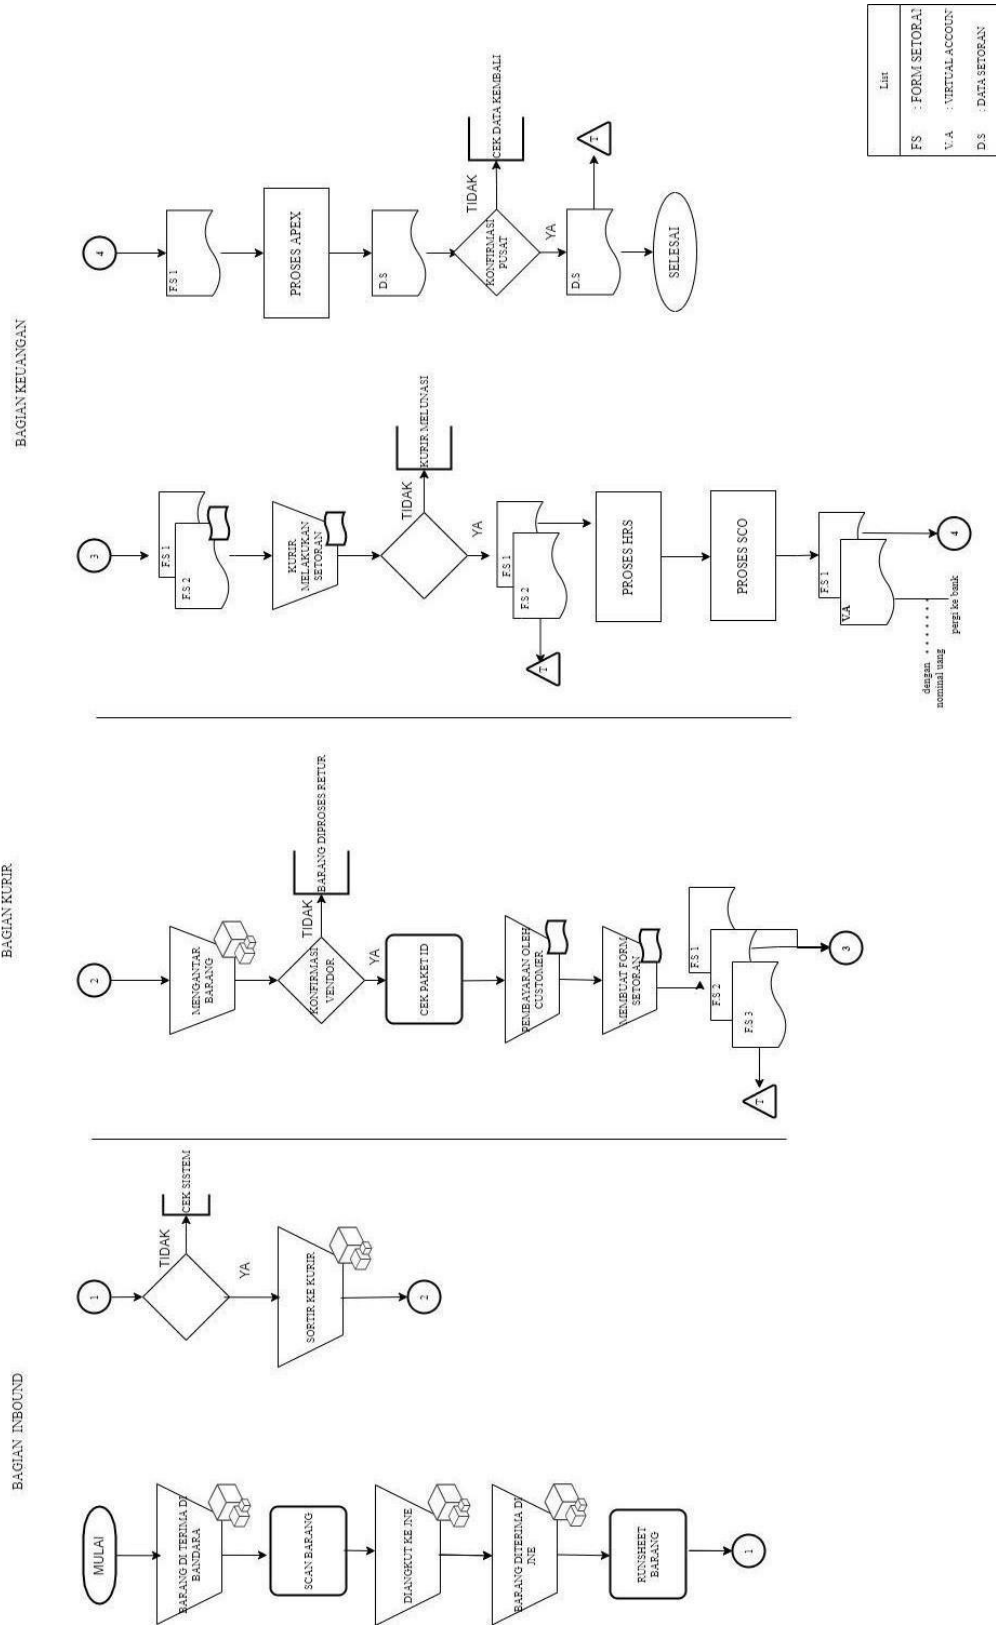 BAGIAN INBOUND
MULAI
BARANG DI TERIMA DI
BANDARA
SCAN BARANG
DIANGKUT KE JNE
BARANG DITERIMA DI
JNE
RUNSHEET
BARANG
1
1
TIDAK
CEK SISTEM
YA
SORTIR KE KURIR
2
BAGIAN KURIR
2
MENGANTAR
BARANG
KONFIRMASI
VENDOR
TIDAK
BARANG DIPROSES RETUR
YA
CEK PAKET ID
PEMBAYARAN OLEH
CUSTOMER
MEMBUAT FORM
SETORAN
F.S 1
F.S 2
F.S 3
T
3
BAGIAN KEUANGAN
3
F.S 1
F.S 2
KURIR
MELAKUKAN
SETORAN
TIDAK
KURIR MELUNASI
YA
F.S 1
F.S 2
T
PROSES HRS
PROSES SCO
F.S 1
V.A
dengan
nominal uang
pergi ke bank
4
4
F.S 1
PROSES APEX
D.S
KONFIRMASI
PUSAT
TIDAK
CEK DATA KEMBALI
YA
D.S
T
SELESAI
List
FS : FORM SETORAN
V.A : VIRTUAL ACCOUN
D.S : DATA SETORAN